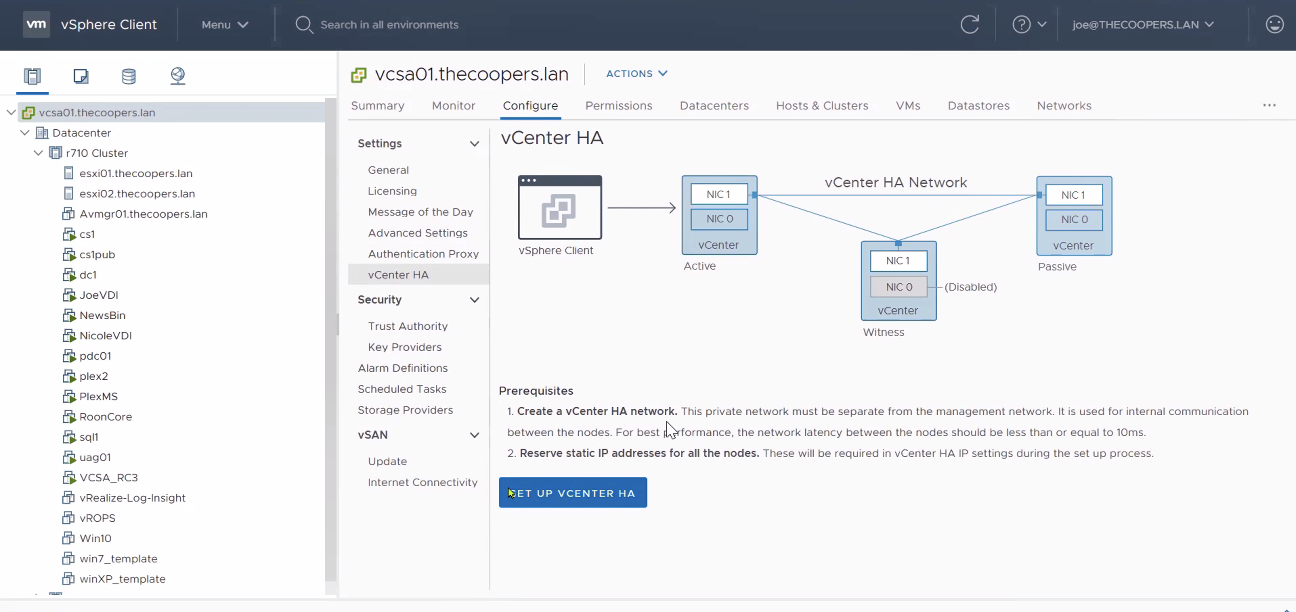 vm vSphere Client Menu Search in all environments joe@THECOOPERS.LAN
vcsa01.thecoopers.lan
Datacenter
r710 Cluster
esxi01.thecoopers.lan
esxi02.thecoopers.lan
Avmgr01.thecoopers.lan
cs1
cs1pub
dc1
JoeVDI
NewsBin
NicoleVDI
pdc01
plex2
PlexMS
RoonCore
sql1
uag01
VCSA_RC3
vRealize-Log-Insight
vROPS
Win10
win7_template
winXP_template
vcsa01.thecoopers.lan ACTIONS
Summary Monitor Configure Permissions Datacenters Hosts & Clusters VMs Datastores Networks
Settings
General
Licensing
Message of the Day
Advanced Settings
Authentication Proxy
vCenter HA
Security
Trust Authority
Key Providers
Alarm Definitions
Scheduled Tasks
Storage Providers
vSAN
Update
Internet Connectivity
vCenter HA
vSphere Client
NIC 1
NIC 0
vCenter
Active
vCenter HA Network
NIC 1
NIC 0
vCenter
Witness
(Disabled)
NIC 1
NIC 0
vCenter
Passive
Prerequisites
1. Create a vCenter HA network. This private network must be separate from the management network. It is used for internal communication
between the nodes. For best performance, the network latency between the nodes should be less than or equal to 10ms.
2. Reserve static IP addresses for all the nodes. These will be required in vCenter HA IP settings during the set up process.
SET UP VCENTER HA